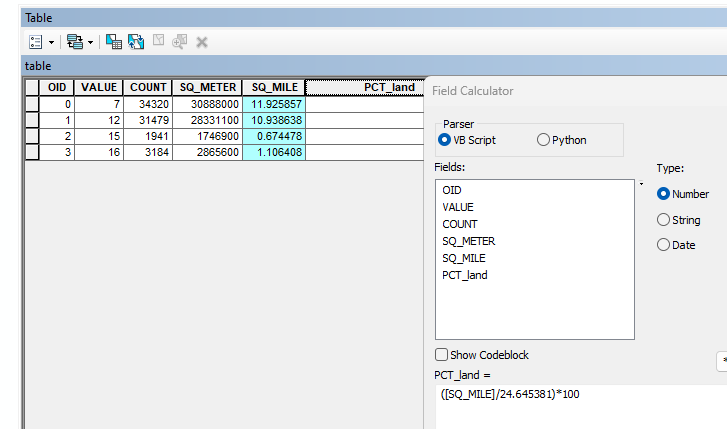 Table
table
OID VALUE COUNT SQ_METER SQ_MILE PCT_land
0 7 34320 30888000 11.925857
1 12 31479 28331100 10.938638
2 15 1941 1746900 0.674478
3 16 3184 2865600 1.106408
Field Calculator
Parser
VB Script Python
Fields:
Type:
OID
VALUE
COUNT
SQ_METER
SQ_MILE
PCT_land
Number
String
Date
Show Codeblock
*
PCT_land =
([SQ_MILE]/24.645381)*100